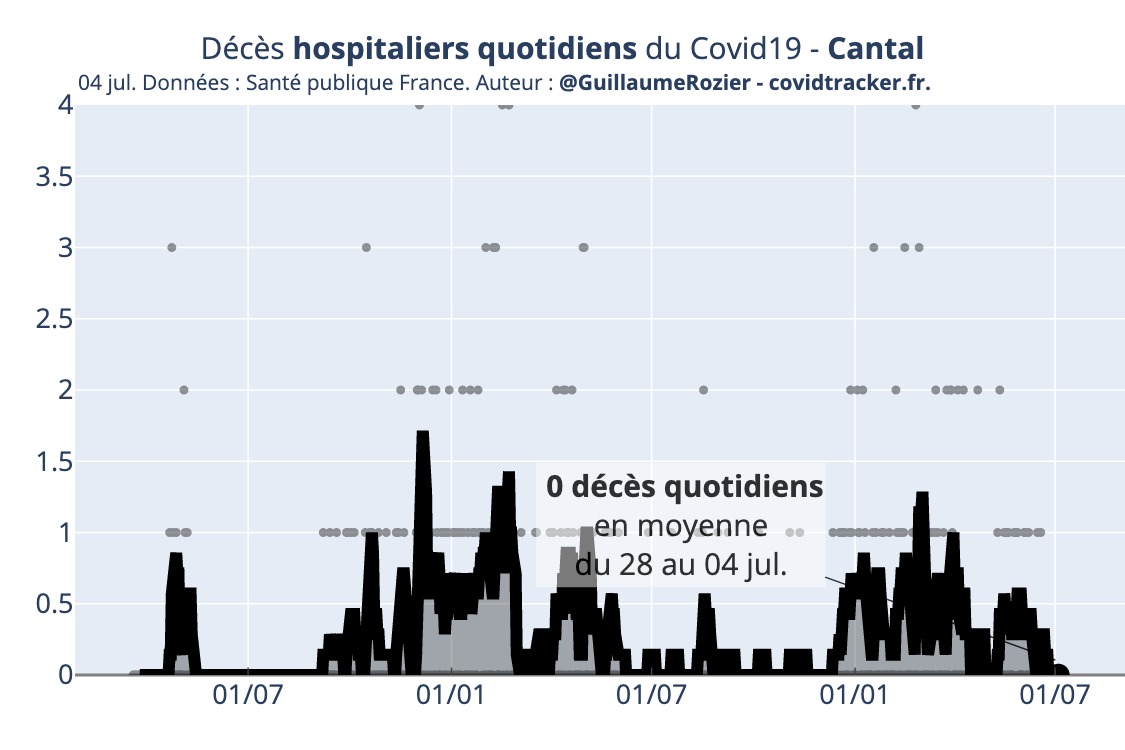 Décès hospitaliers quotidiens du Covid19 - Cantal
04 jul. Données : Santé publique France. Auteur : @GuillaumeRozier - covidtracker.fr.
4
3.5
3
2.5
2
1.5
1
0.5
0
0 décès quotidiens
en moyenne
du 28 au 04 jul.
01/07 01/01 01/07 01/01 01/07